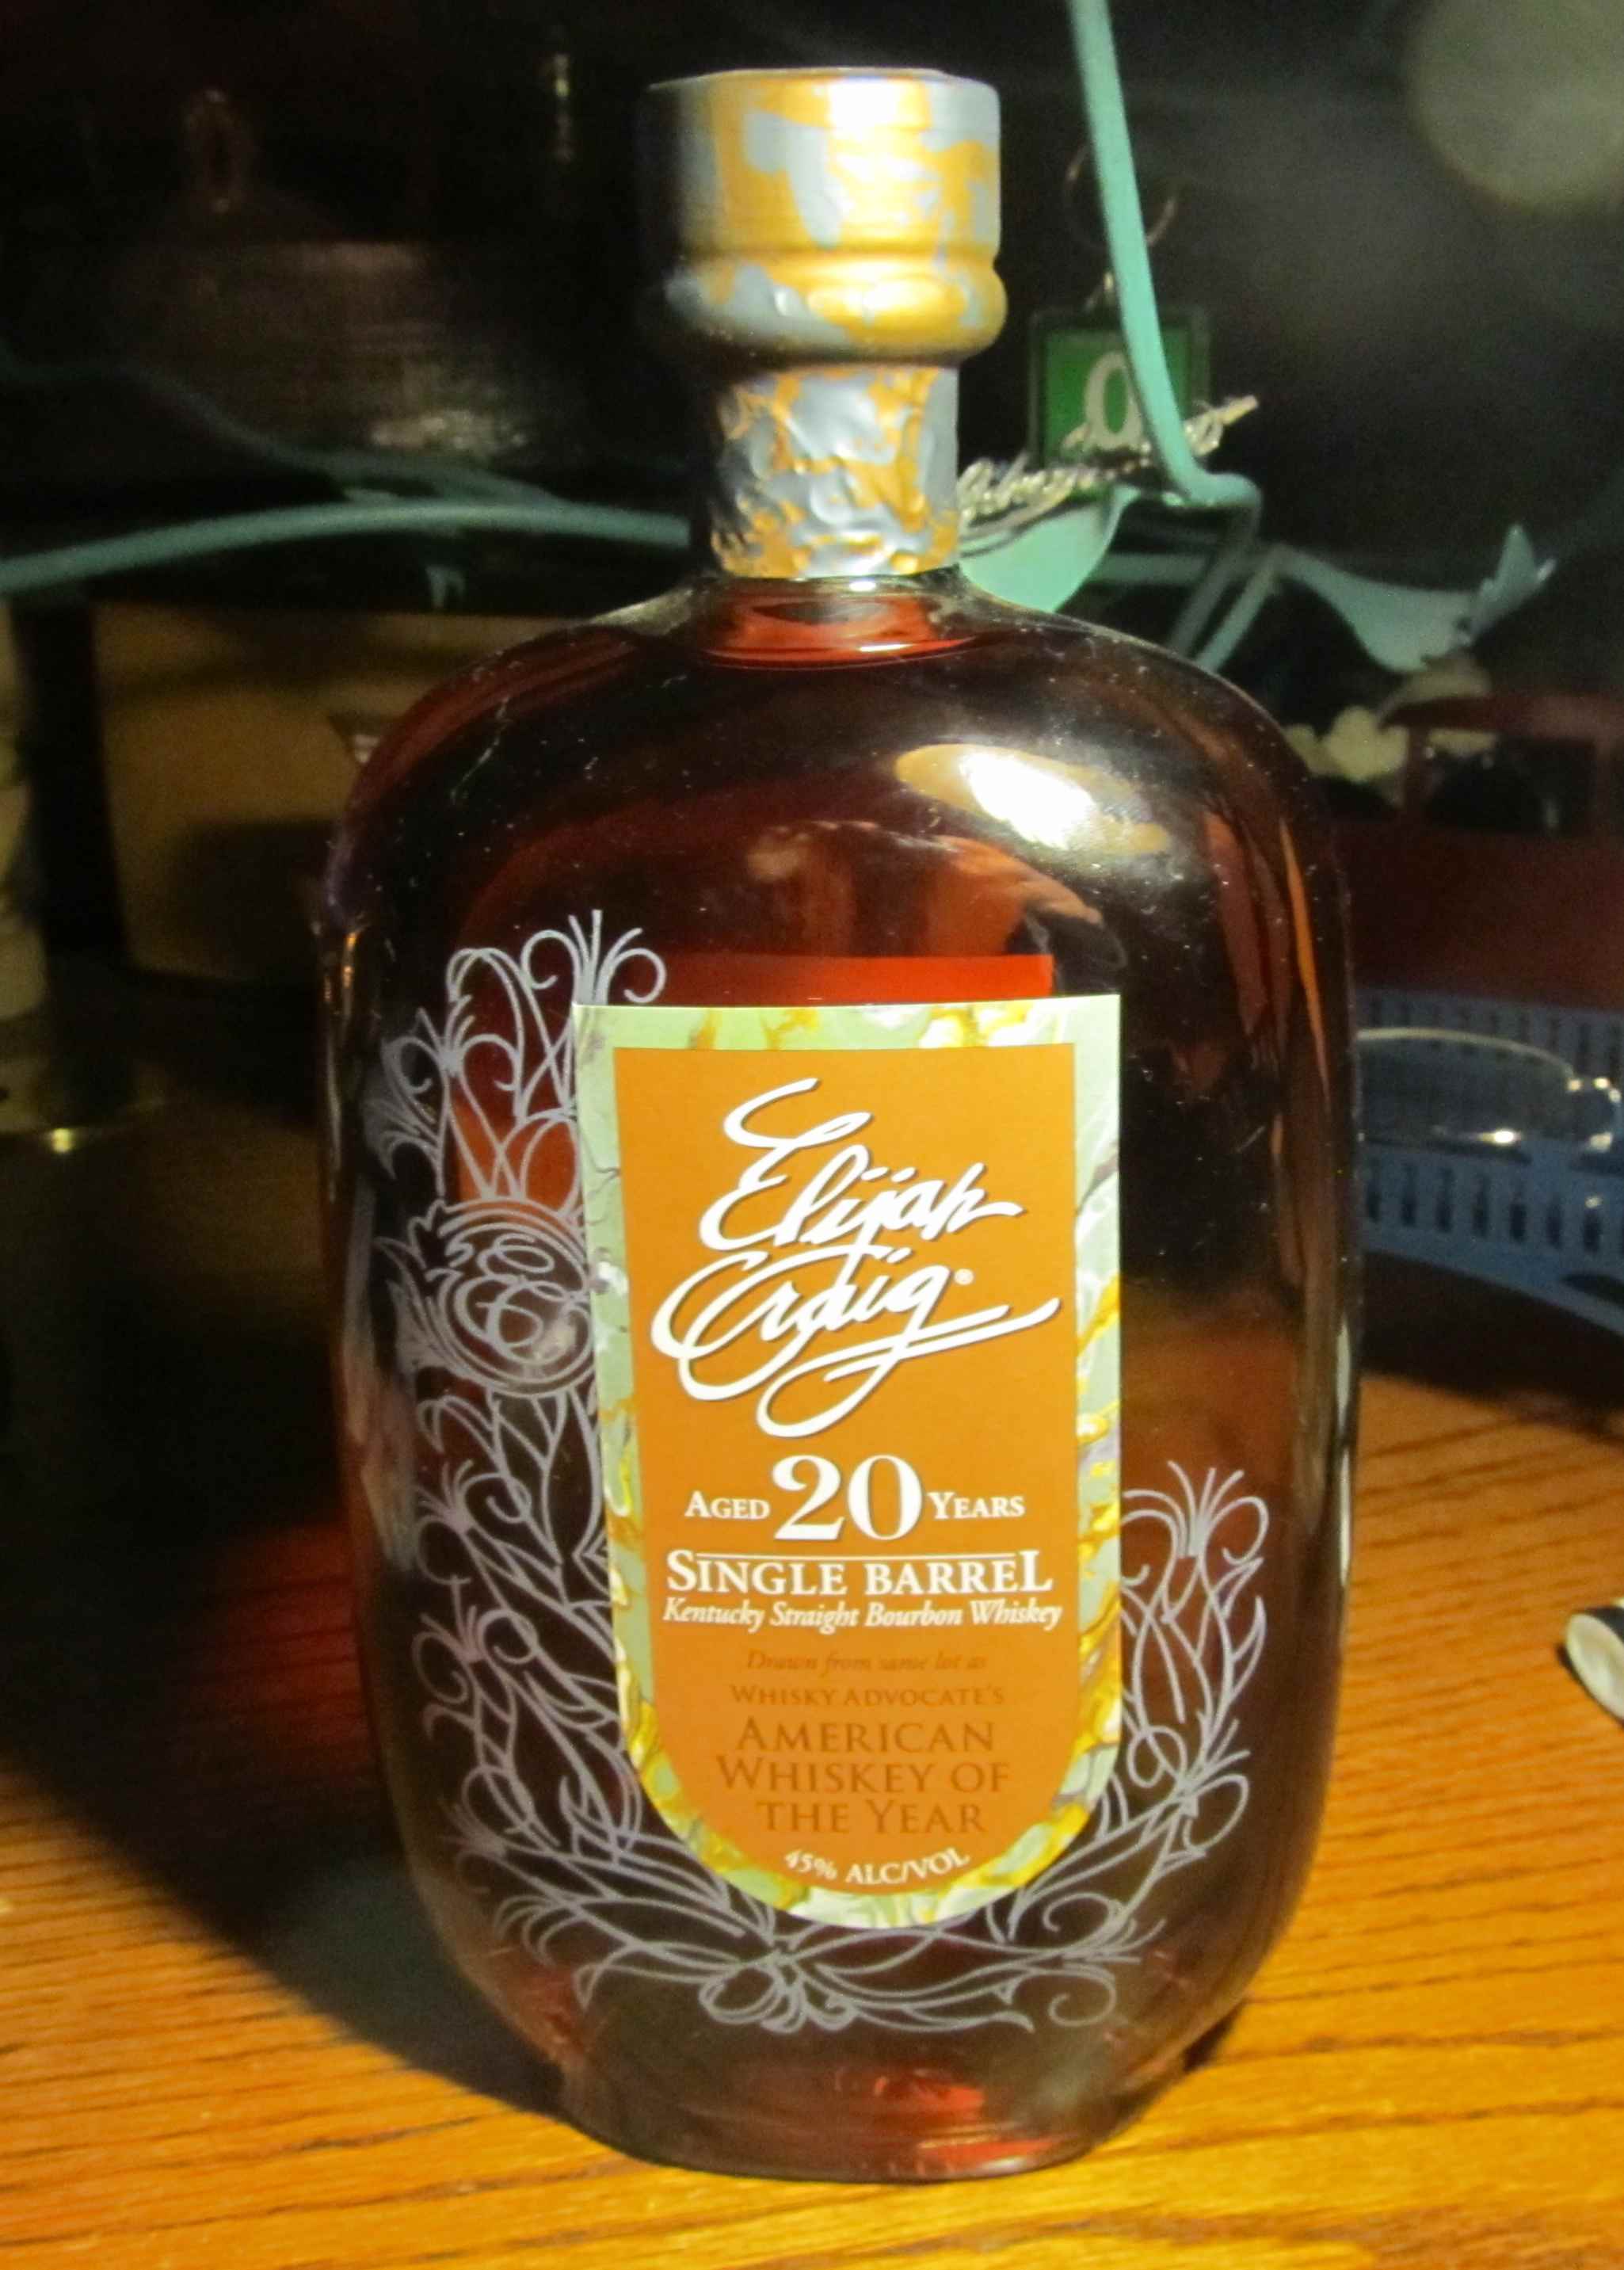 Elijah
Craig®
AGED 20 YEARS
SINGLE BARREL
Kentucky Straight Bourbon Whiskey
Drawn from same lot as
WHISKY ADVOCATE'S
AMERICAN
WHISKEY OF
THE YEAR
45% ALC/VOL